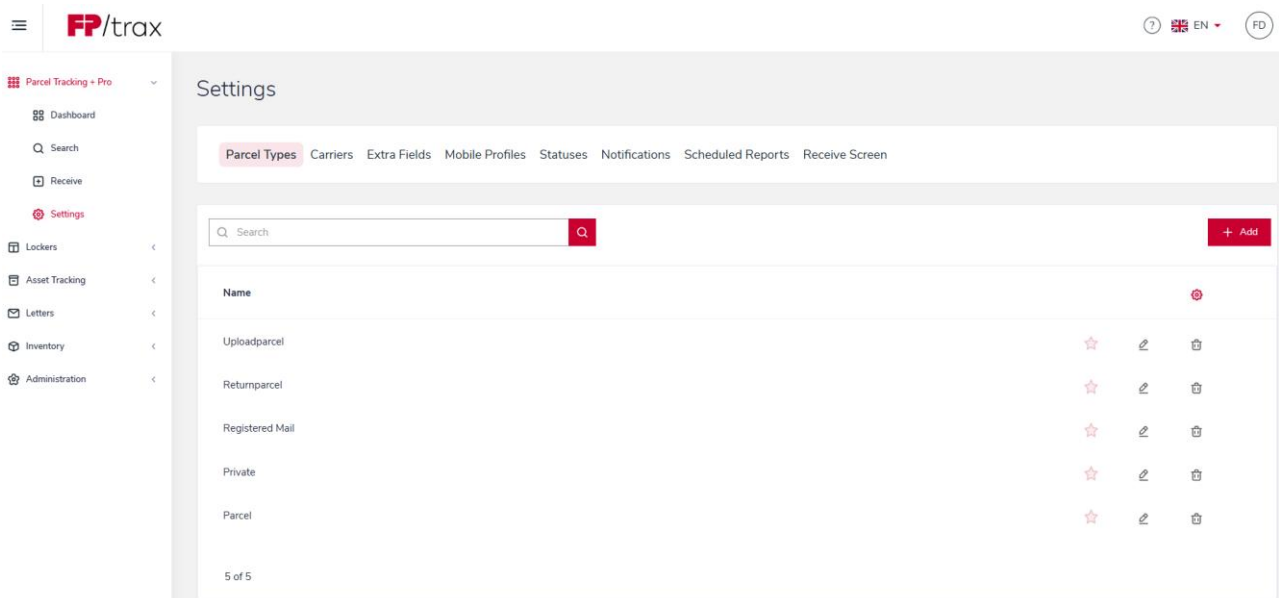 FP/trax
? EN FD
Parcel Tracking + Pro
Dashboard
Search
Receive
Settings
Lockers
Asset Tracking
Letters
Inventory
Administration
Settings
Parcel Types Carriers Extra Fields Mobile Profiles Statuses Notifications Scheduled Reports Receive Screen
Search
+ Add
Name
Uploadparcel
Returnparcel
Registered Mail
Private
Parcel
5 of 5